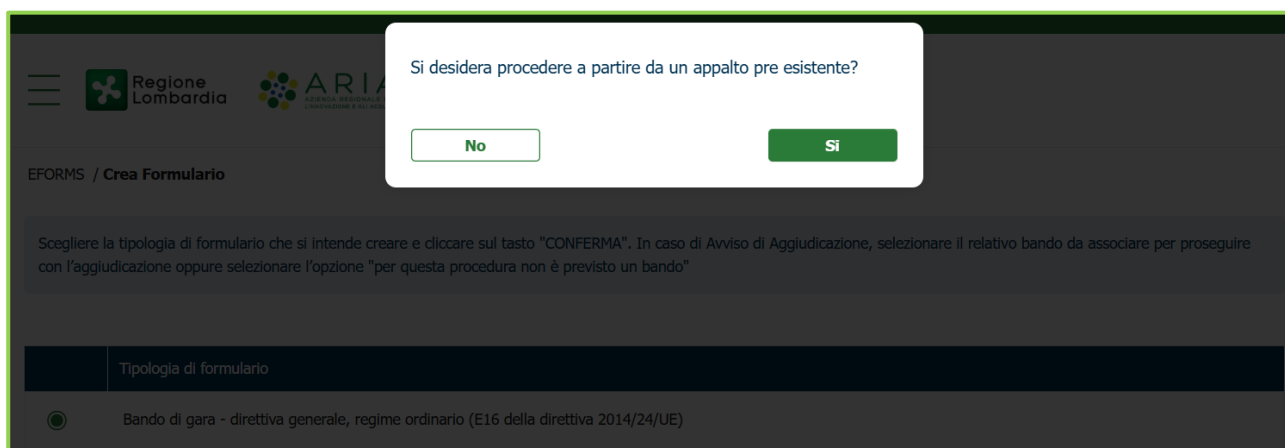 Si desidera procedere a partire da un appalto pre esistente?
No
Si
Regione
Lombardia
ARIA
AZIENDA REGIONALE
EFORMS / Crea Formulario
Scegliere la tipologia di formulario che si intende creare e cliccare sul tasto "CONFERMA". In caso di Avviso di Aggiudicazione, selezionare il relativo bando da associare per proseguire
con l'aggiudicazione oppure selezionare l'opzione "per questa procedura non è previsto un bando"
Tipologia di formulario
Bando di gara - direttiva generale, regime ordinario (E16 della direttiva 2014/24/UE)